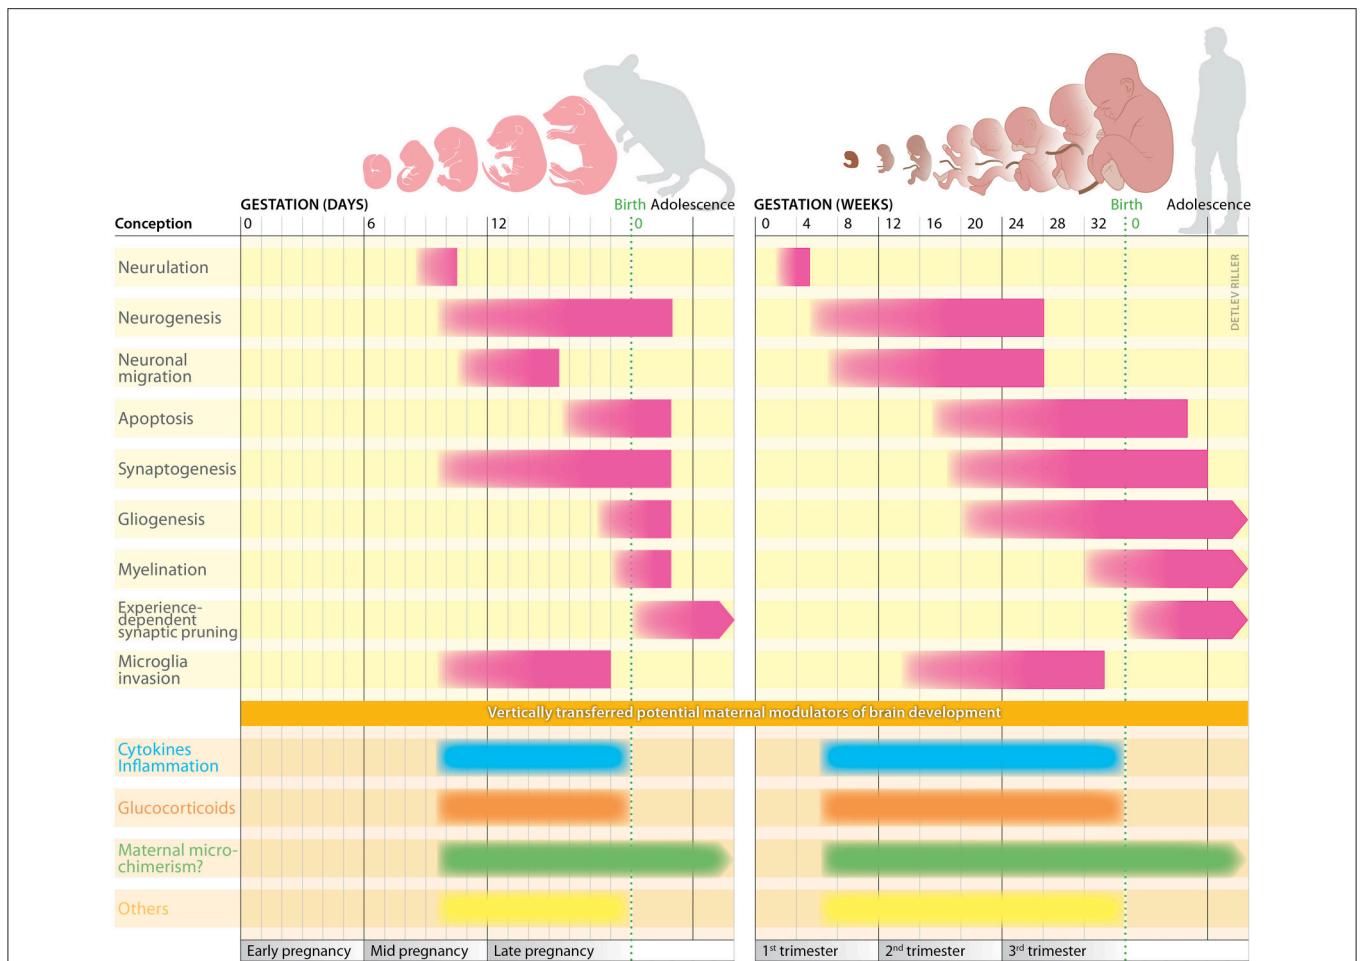 GESTATION (DAYS)
Birth Adolescence
GESTATION (WEEKS)
Birth
Adolescence
Conception
0
6
12
0
0
4
8
12
16
20
24
28
32
0
Neurulation
DETLEV RILLER
Neurogenesis
Neuronal
migration
Apoptosis
Synaptogenesis
Gliogenesis
Myelination
Experience-
dependent
synaptic pruning
Microglia
invasion
Vertically transferred potential maternal modulators of brain development
Cytokines
Inflammation
Glucocorticoids
Maternal micro-
chimerism?
Others
Early pregnancy
Mid pregnancy
Late pregnancy
1st trimester
2nd trimester
3rd trimester